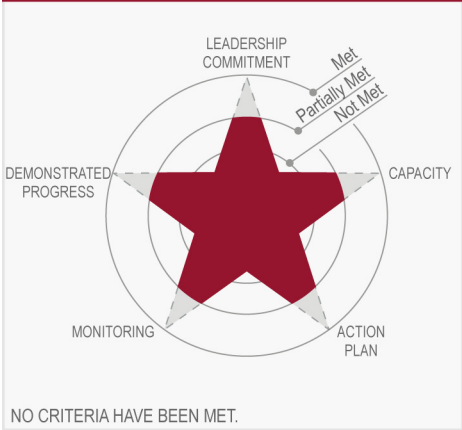 LEADERSHIP
COMMITMENT
Met
Partially Met
Not Met
DEMONSTRATED
PROGRESS
CAPACITY
MONITORING
ACTION
PLAN
NO CRITERIA HAVE BEEN MET.